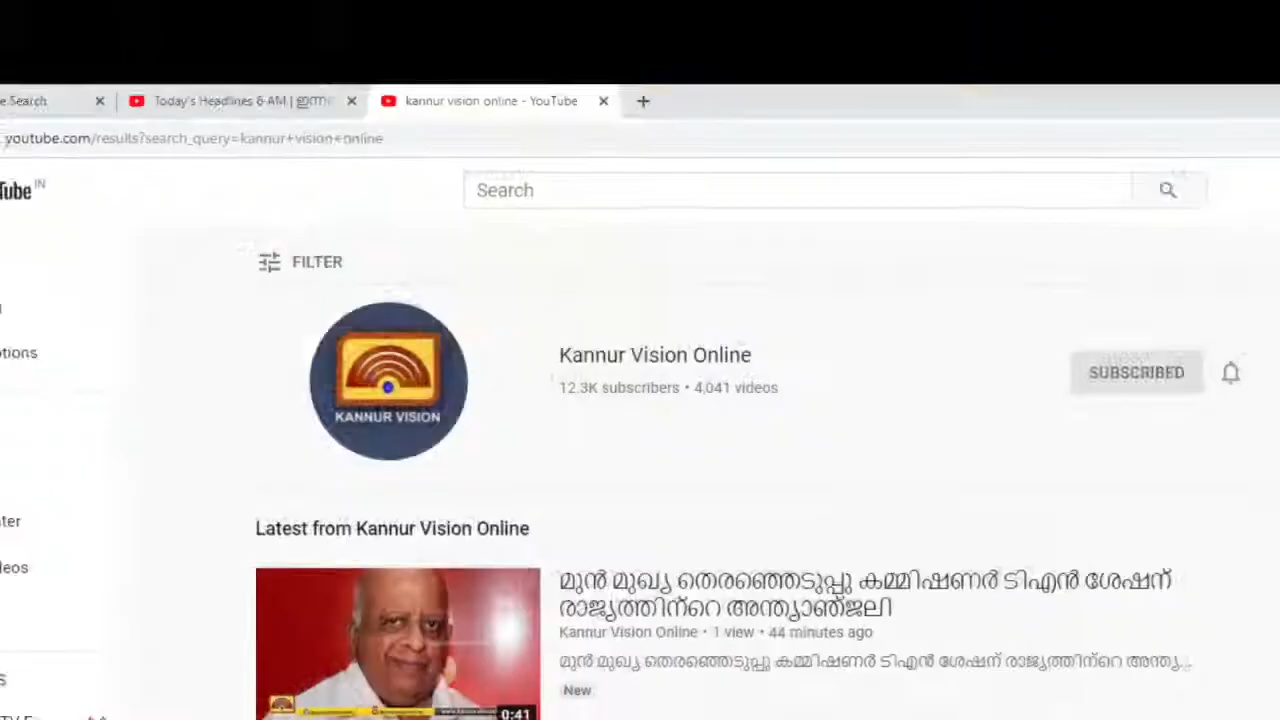 e Search
Today's Headlines 6 AM | ഇന്ന
kannur vision online - YouTube
youtube.com/results?search_query=kannur+vision+online
Tube IN
Search
FILTER
KANNUR VISION
Kannur Vision Online
12.3K subscribers • 4,041 videos
SUBSCRIBED
Latest from Kannur Vision Online
മുൻ മുഖ്യ തെരഞ്ഞെടുപ്പു കമ്മിഷണർ ടിഎൻ ശേഷന്
രാജ്യത്തിന്റെ അന്ത്യാഞ്ജലി
Kannur Vision Online • 1 view • 44 minutes ago
മുൻ മുഖ്യ തെരഞ്ഞെടുപ്പു കമ്മിഷണർ ടിഎൻ ശേഷന് രാജ്യത്തിന്റെ അന്ത്യ...
New
0:41